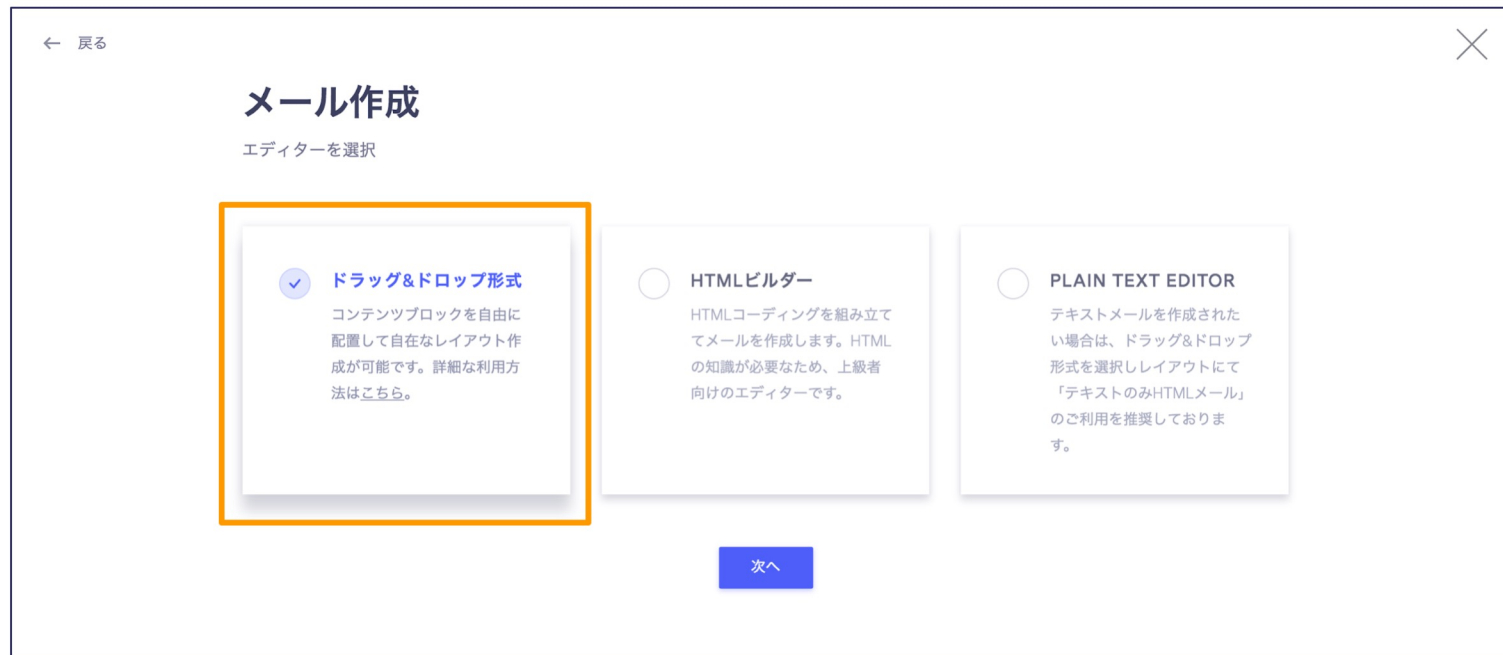 ← 戻る
メール作成
エディターを選択
ドラッグ&ドロップ形式
コンテンツブロックを自由に
配置して自在なレイアウト作
成が可能です。詳細な利用方
法はこちら。
HTMLビルダー
HTMLコーディングを組み立て
てメールを作成します。HTML
の知識が必要なため、上級者
向けのエディターです。
PLAIN TEXT EDITOR
テキストメールを作成された
い場合は、ドラッグ&ドロップ
形式を選択しレイアウトにて
「テキストのみHTMLメール」
のご利用を推奨しておりま
す。
次へ